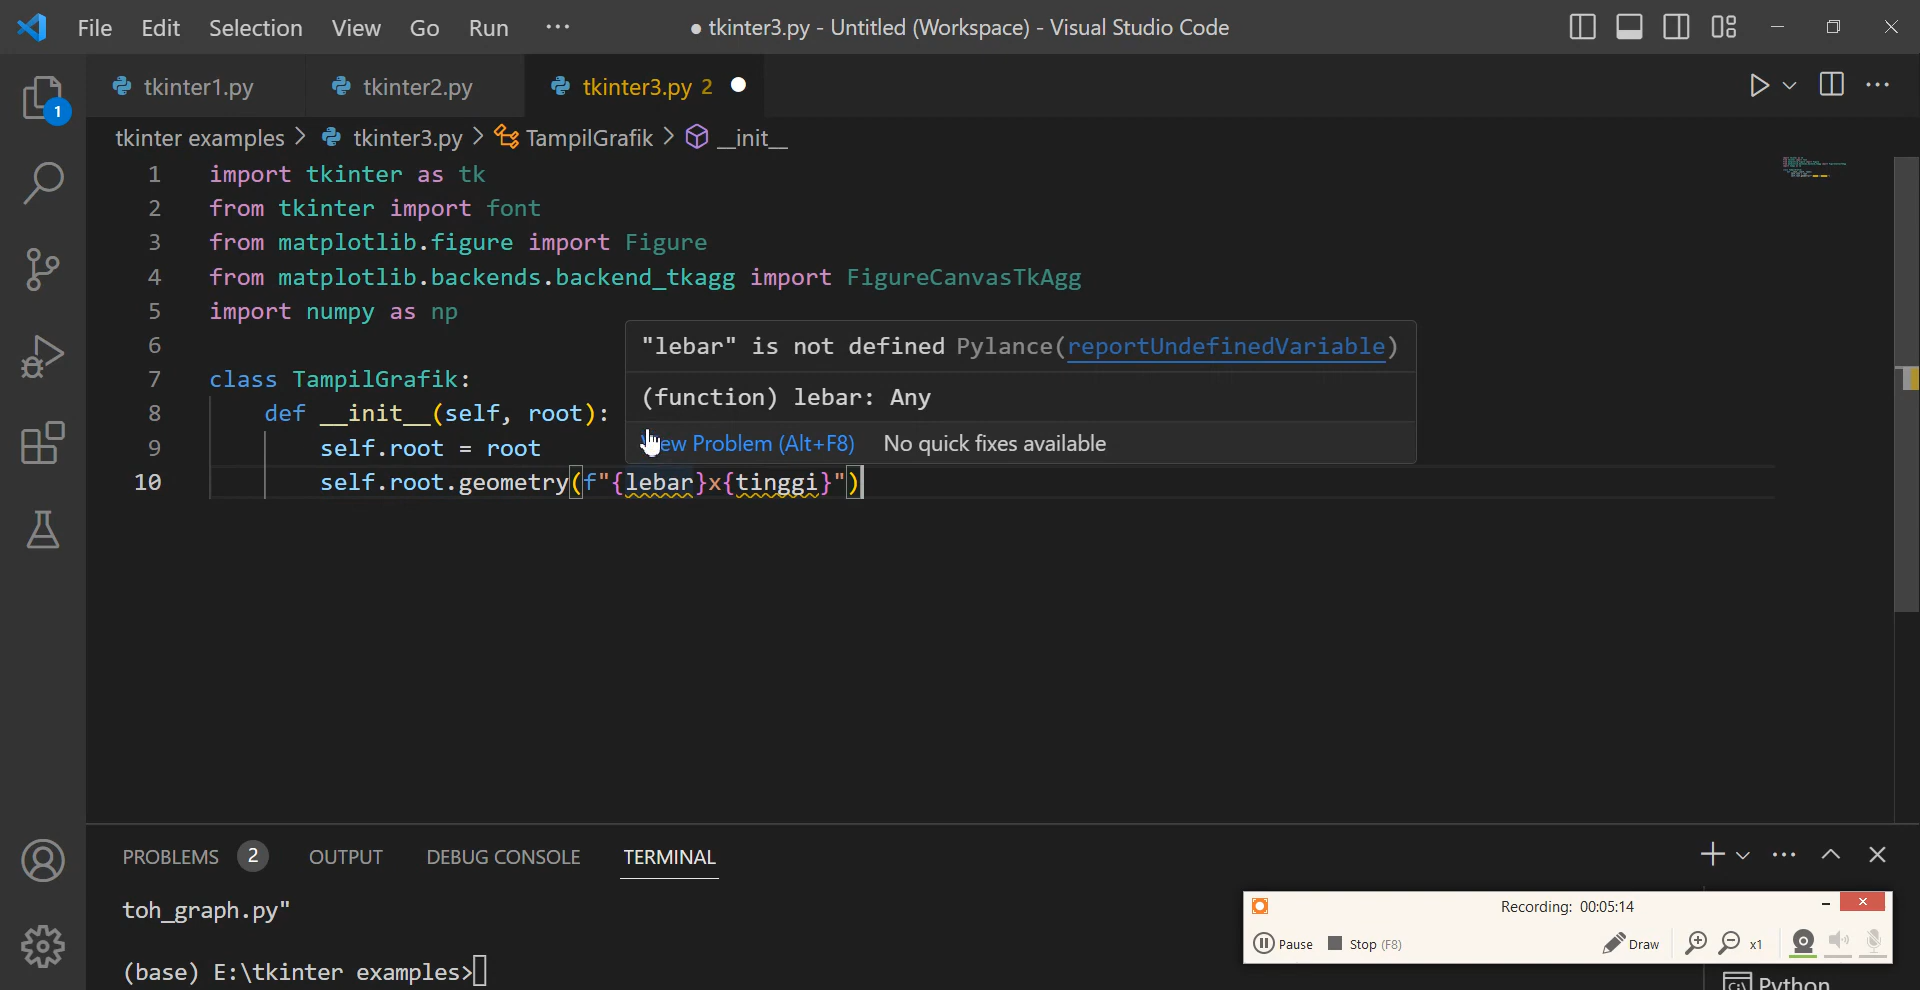 File Edit Selection View Go Run ··· ● tkinter3.py - Untitled (Workspace) - Visual Studio Code
1
tkinter1.py tkinter2.py tkinter3.py 2
tkinter examples > tkinter3.py > TampilGrafik > __init__
1 import tkinter as tk
2 from tkinter import font
3 from matplotlib.figure import Figure
4 from matplotlib.backends.backend_tkagg import FigureCanvasTkAgg
5 import numpy as np
6
"lebar" is not defined Pylance(reportUndefinedVariable)
7 class TampilGrafik:
(function) lebar: Any
8 def __init__(self, root):
View Problem (Alt+F8) No quick fixes available
9 self.root = root
10 self.root.geometry(f"{lebar}x{tinggi}")
PROBLEMS 2 OUTPUT DEBUG CONSOLE TERMINAL
toh_graph.py"
(base) E:\tkinter examples>
Recording: 00:05:14
Pause Stop (F8) Draw x1
Python